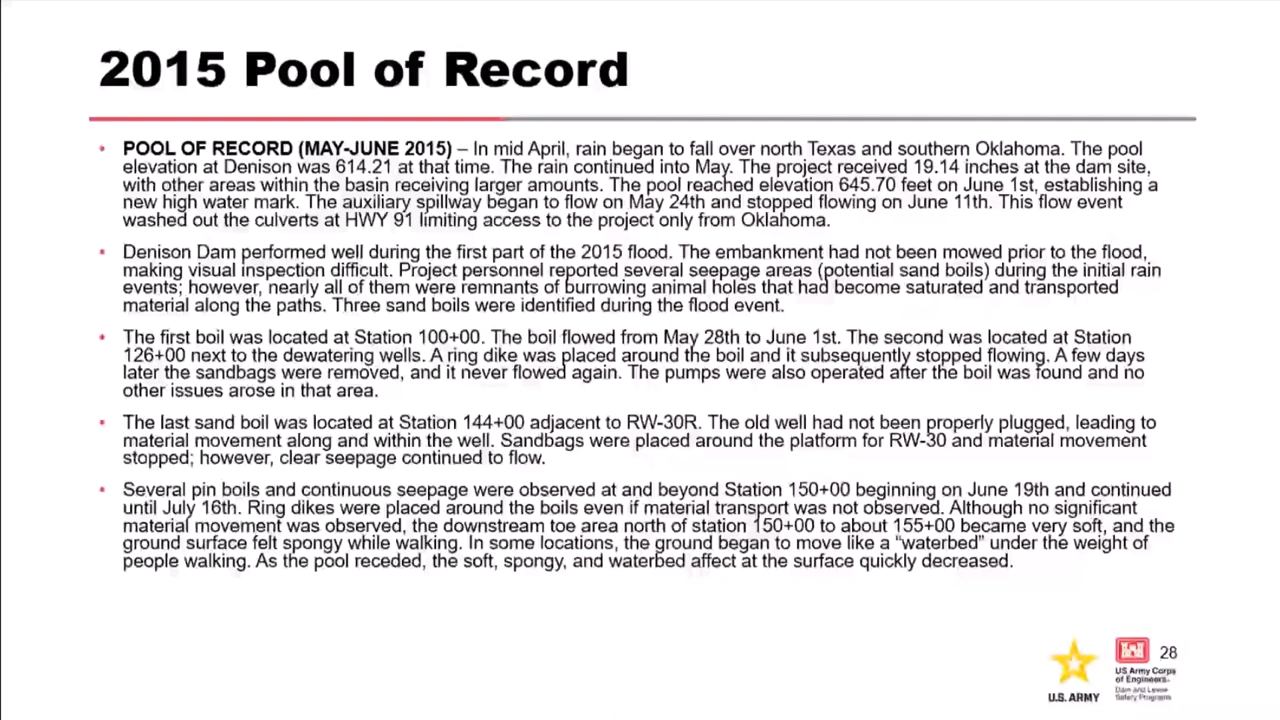 2015 Pool of Record
• POOL OF RECORD (MAY-JUNE 2015) – In mid April, rain began to fall over north Texas and southern Oklahoma. The pool
elevation at Denison was 614.21 at that time. The rain continued into May. The project received 19.14 inches at the dam site,
with other areas within the basin receiving larger amounts. The pool reached elevation 645.70 feet on June 1st, establishing a
new high water mark. The auxiliary spillway began to flow on May 24th and stopped flowing on June 11th. This flow event
washed out the culverts at HWY 91 limiting access to the project only from Oklahoma.
• Denison Dam performed well during the first part of the 2015 flood. The embankment had not been mowed prior to the flood,
making visual inspection difficult. Project personnel reported several seepage areas (potential sand boils) during the initial rain
events; however, nearly all of them were remnants of burrowing animal holes that had become saturated and transported
material along the paths. Three sand boils were identified during the flood event.
• The first boil was located at Station 100+00. The boil flowed from May 28th to June 1st. The second was located at Station
126+00 next to the dewatering wells. A ring dike was placed around the boil and it subsequently stopped flowing. A few days
later the sandbags were removed, and it never flowed again. The pumps were also operated after the boil was found and no
other issues arose in that area.
• The last sand boil was located at Station 144+00 adjacent to RW-30R. The old well had not been properly plugged, leading to
material movement along and within the well. Sandbags were placed around the platform for RW-30 and material movement
stopped; however, clear seepage continued to flow.
• Several pin boils and continuous seepage were observed at and beyond Station 150+00 beginning on June 19th and continued
until July 16th. Ring dikes were placed around the boils even if material transport was not observed. Although no significant
material movement was observed, the downstream toe area north of station 150+00 to about 155+00 became very soft, and the
ground surface felt spongy while walking. In some locations, the ground began to move like a “waterbed” under the weight of
people walking. As the pool receded, the soft, spongy, and waterbed affect at the surface quickly decreased.
28
U.S. ARMY
US Army Corps
of Engineers.
Dam and Levee
Safety Programs